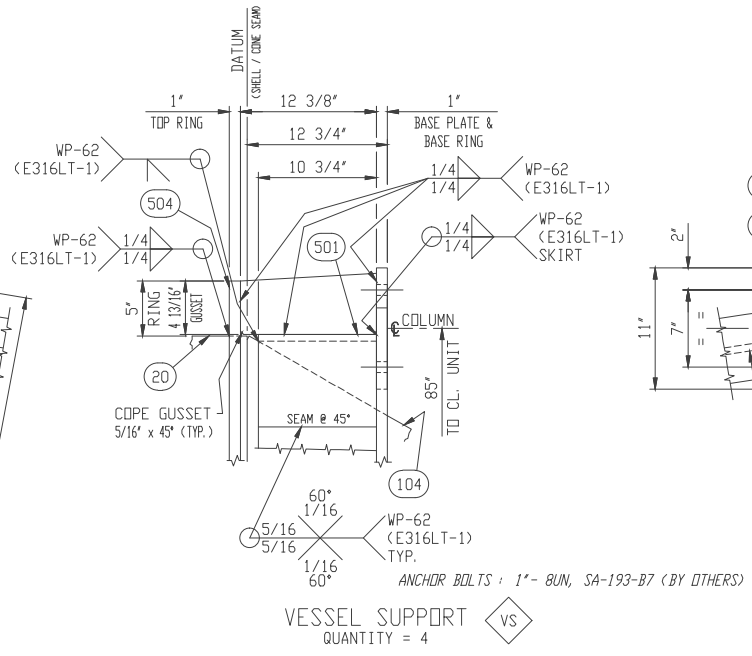 DATUM
(SHELL / CONE SEAM)
1"
TOP RING
12 3/8"
1"
BASE PLATE &
BASE RING
12 3/4"
10 3/4"
WP-62
(E316LT-1)
504
WP-62
(E316LT-1)
1/4
1/4
1/4
1/4
WP-62
(E316LT-1)
501
1/4
1/4
WP-62
(E316LT-1)
SKIRT
5"
RING
4 13/16"
GUSSET
℄ COLUMN
85"
TO CL. UNIT
20
COPE GUSSET
5/16" x 45° (TYP.)
SEAM @ 45°
104
60°
1/16
5/16
5/16
1/16
60°
WP-62
(E316LT-1)
TYP.
2"
11"
7"
=
=
ANCHOR BOLTS : 1"- 8UN, SA-193-B7 (BY OTHERS)
VESSEL SUPPORT VS
QUANTITY = 4